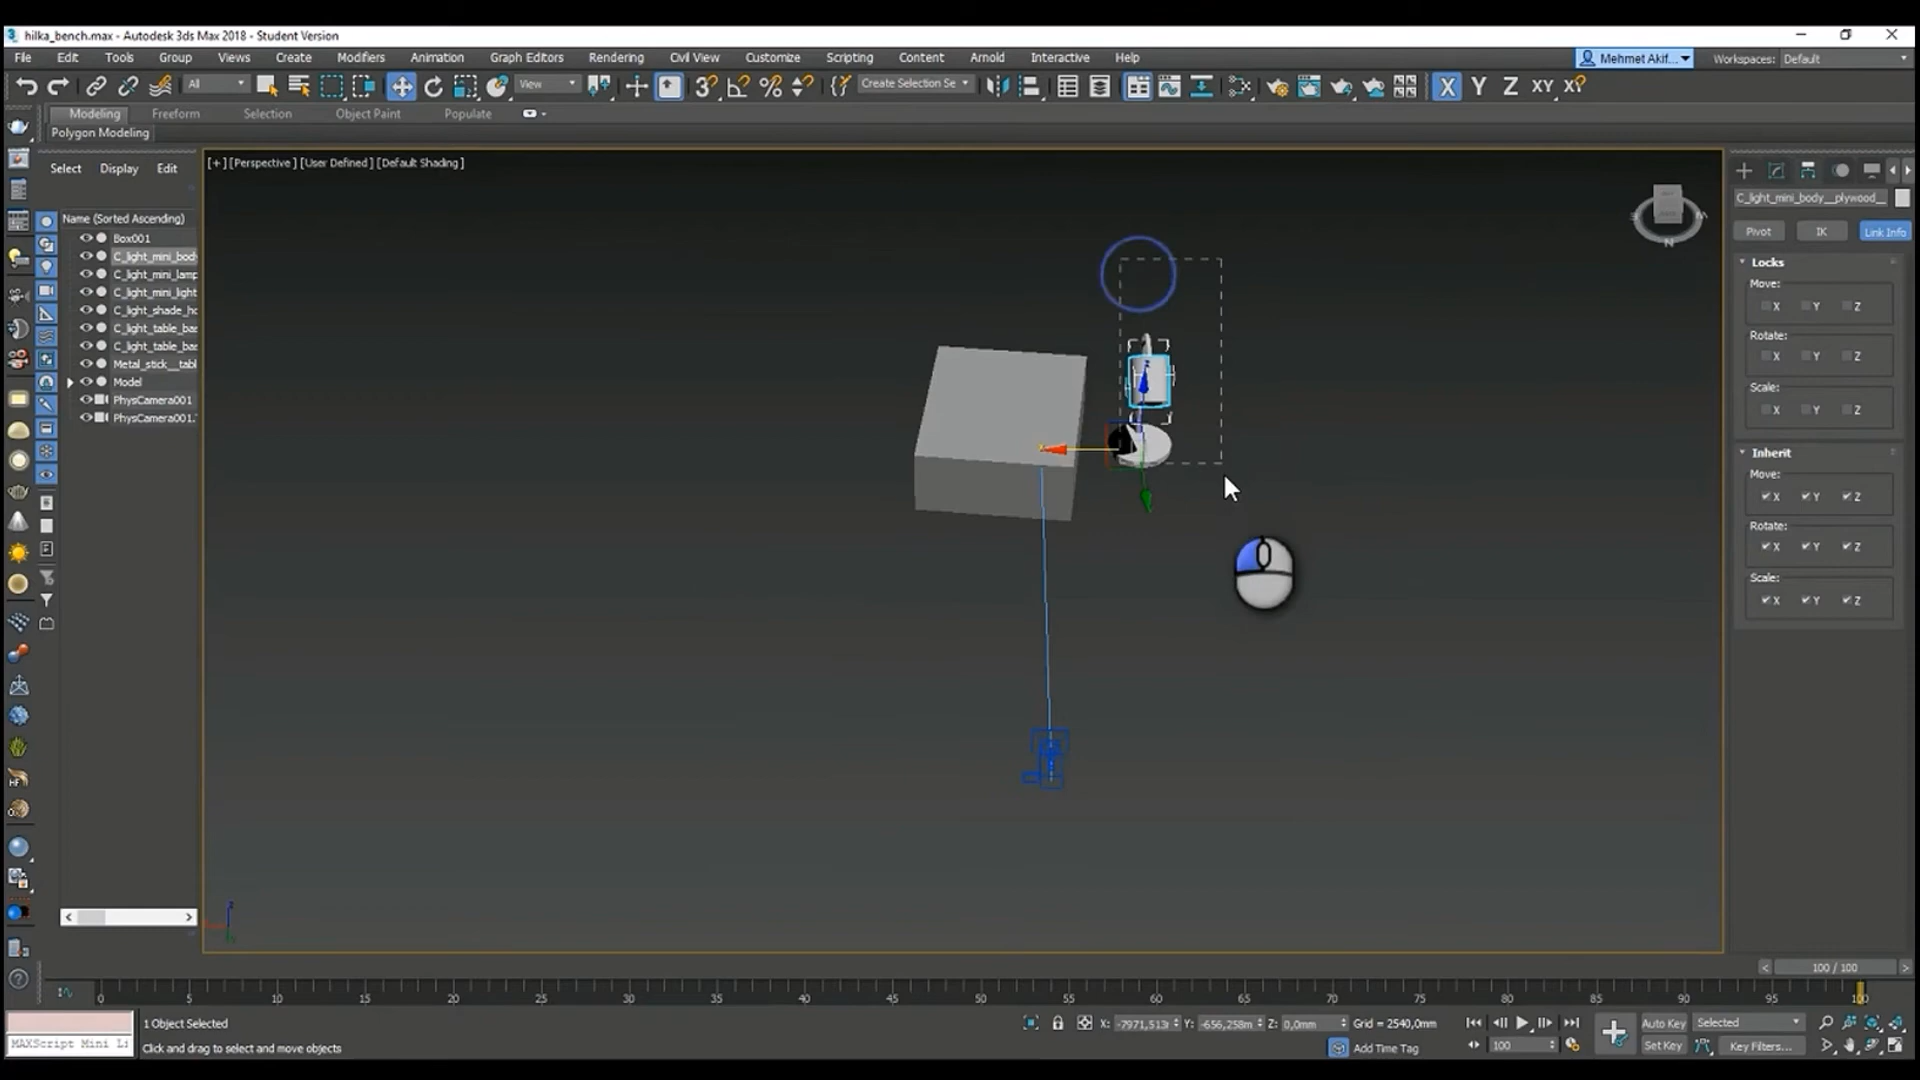 hilka_bench.max - Autodesk 3ds Max 2018 - Student Version
File Edit Tools Group Views Create Modifiers Animation Graph Editors Rendering Civil View Customize Scripting Content Arnold Interactive Help
Mehmet Akif...
Workspaces: Default
All
View
Create Selection Se
X Y Z XY
Modeling Freeform Selection Object Paint Populate
Polygon Modeling
Select Display Edit
[+] [Perspective] [User Defined] [Default Shading]
Name (Sorted Ascending)
Box001
C_light_mini_body
C_light_mini_lamp
C_light_mini_light
C_light_shade_ho
C_light_table_bas
C_light_table_bas
Metal_stick__tabl
Model
PhysCamera001
PhysCamera001.
C_light_mini_body__plywood__
Pivot IK Link Info
Locks
Move:
X Y Z
Rotate:
X Y Z
Scale:
X Y Z
Inherit
Move:
X Y Z
Rotate:
X Y Z
Scale:
X Y Z
100 / 100
0 5 10 15 20 25 30 35 40 45 50 55 60 65 70 75 80 85 90 95 100
1 Object Selected
X: -7971,513 Y: -656,258m Z: 0,0mm Grid = 2540,0mm
Auto Key Selected
MAXScript Mini Li
Click and drag to select and move objects
Add Time Tag
100
Set Key Key Filters...